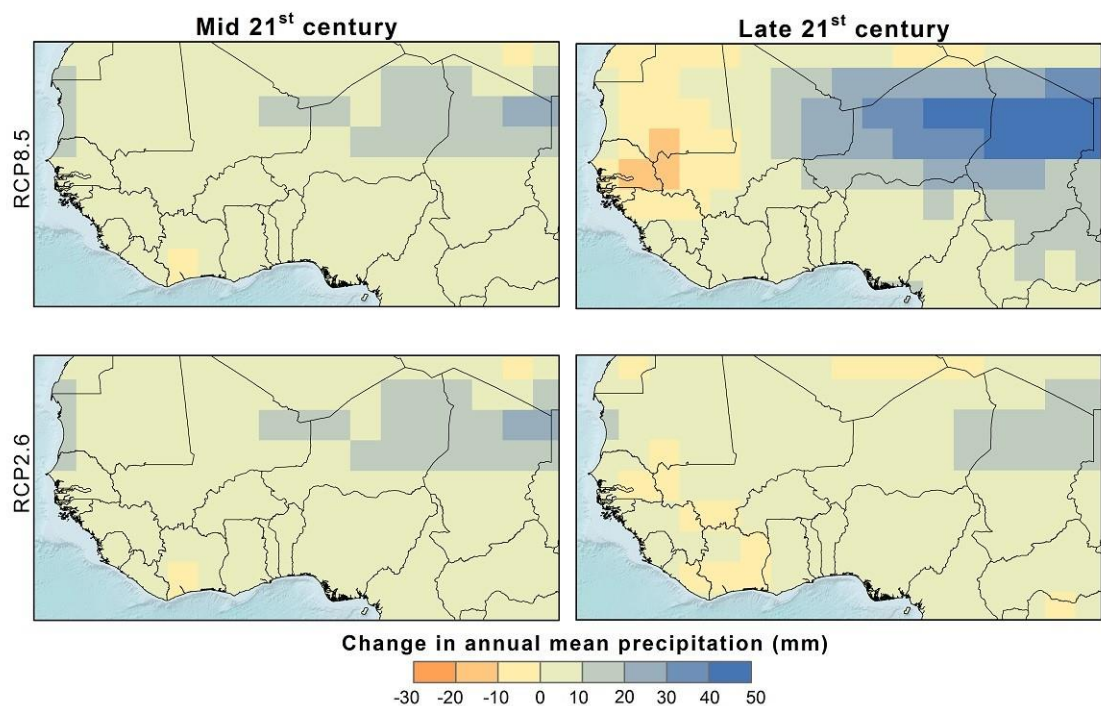 Mid 21st century
Late 21st century
RCP8.5
RCP2.6
Change in annual mean precipitation (mm)
-30 -20 -10 0 10 20 30 40 50